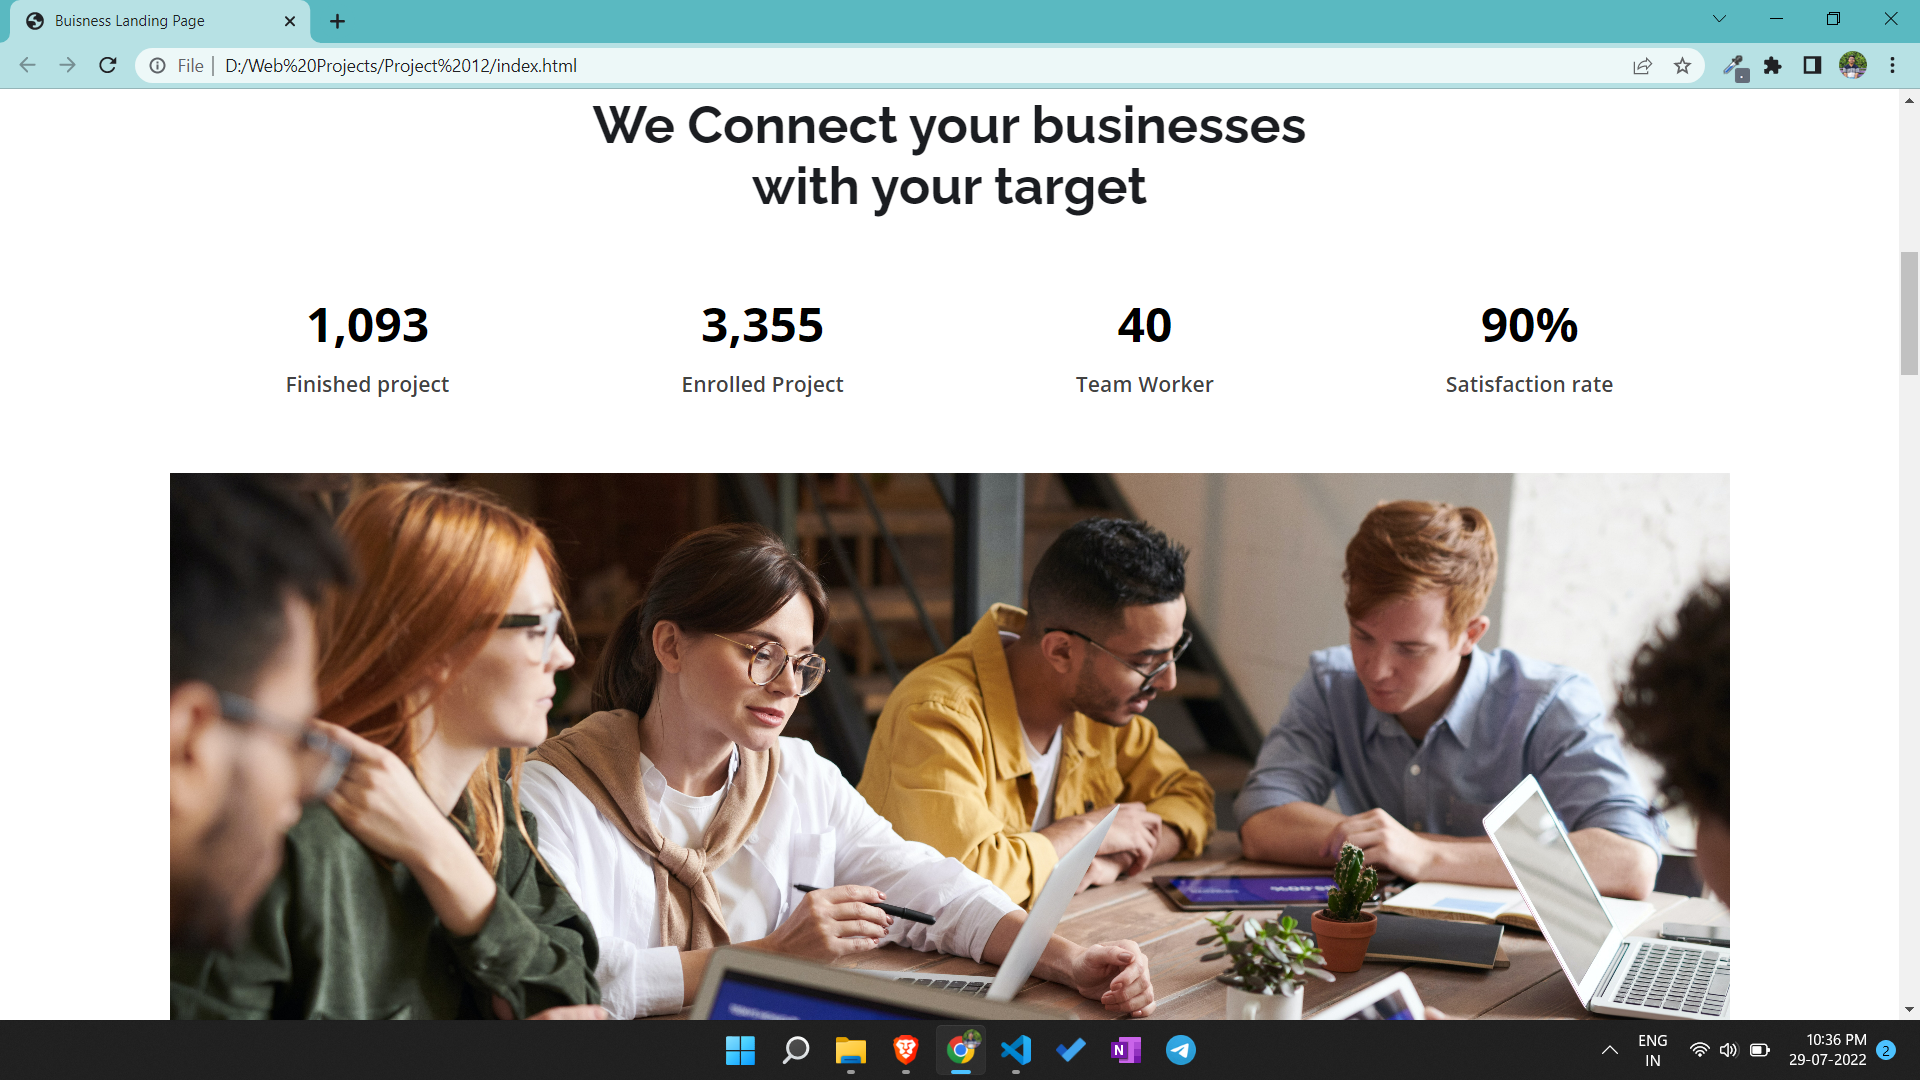 Buisness Landing Page
File
D:/Web%20Projects/Project%2012/index.html
We Connect your businesses
with your target
1,093
3,355
40
90%
Finished project
Enrolled Project
Team Worker
Satisfaction rate
N
ENG
IN
10:36 PM
29-07-2022
2